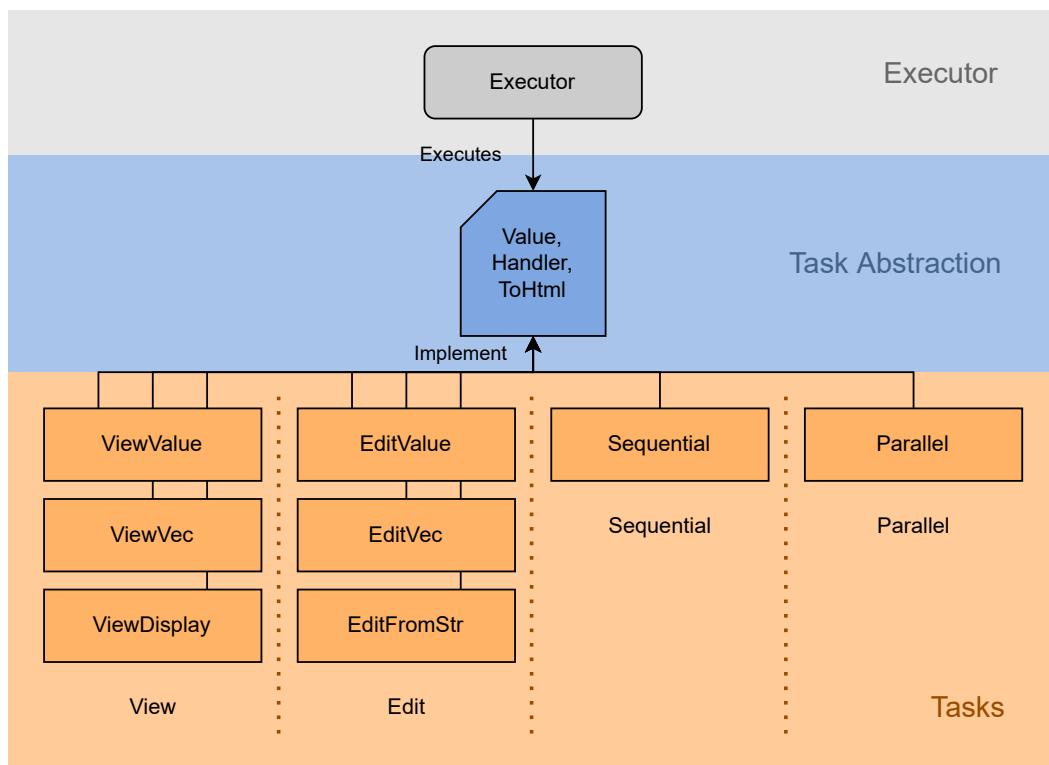 Executor
Executor
Executes
Value,
Handler,
ToHtml
Task Abstraction
Implement
ViewValue
EditValue
Sequential
Parallel
ViewVec
EditVec
Sequential
Parallel
ViewDisplay
EditFromStr
View
Edit
Tasks